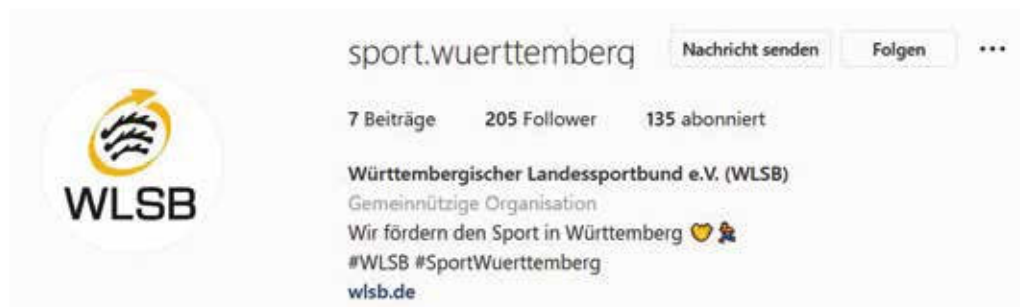 sport.wuerttemberg Nachricht senden Folgen ...
7 Beiträge 205 Follower 135 abonniert
WLSB
Württembergischer Landessportbund e.V. (WLSB)
Gemeinnützige Organisation
Wir fördern den Sport in Württemberg
#WLSB #SportWuerttemberg
wlsb.de